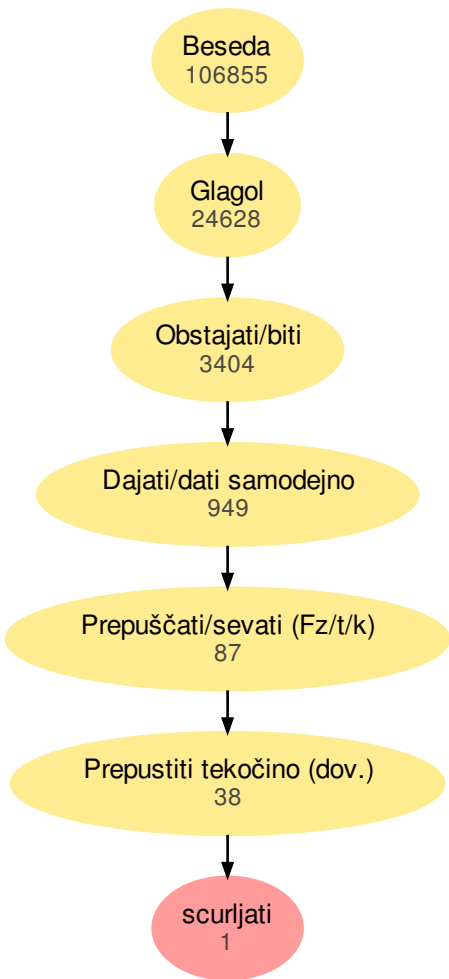 Beseda
106855
Glagol
24628
Obstajati/biti
3404
Dajati/dati samodejno
949
Prepuščati/sevati (Fz/t/k)
87
Prepustiti tekočino (dov.)
38
scurljati
1